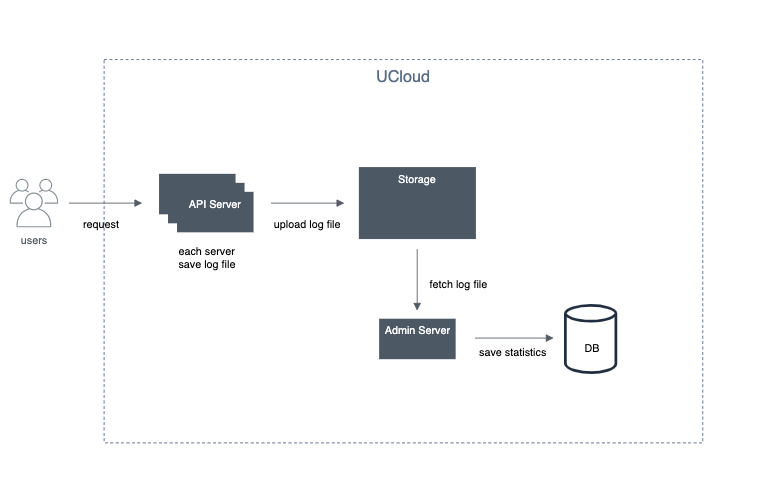 UCloud
Storage
API Server
users
request
upload log file
each server
save log file
fetch log file
Admin Server
save statistics
DB